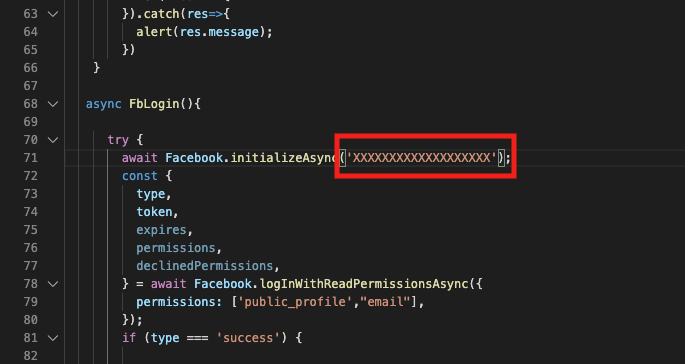 63 }).catch(res=>{
64 alert(res.message);
65 })
66 }
67
68 async FbLogin(){
69
70 try {
71 await Facebook.initializeAsync('XXXXXXXXXXXXXXXXXXX');
72 const {
73 type,
74 token,
75 expires,
76 permissions,
77 declinedPermissions,
78 } = await Facebook.logInWithReadPermissionsAsync({
79 permissions: ['public_profile',"email"],
80 });
81 if (type === 'success') {
82